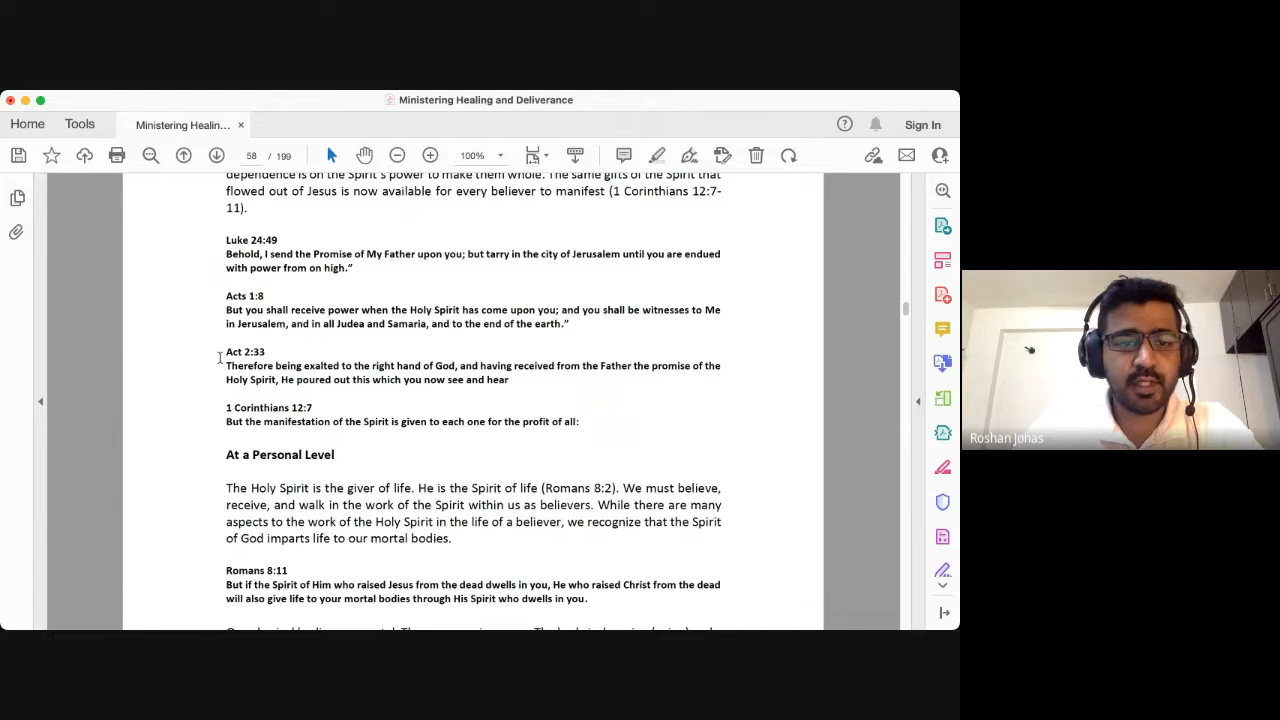 Ministering Healing and Deliverance
Home
Tools
Ministering Healin...
Sign In
58 / 199
100%
dependence is on the Spirit's power to make them whole. The same gifts of the Spirit that
flowed out of Jesus is now available for every believer to manifest (1 Corinthians 12:7-
11).
Luke 24:49
Behold, I send the Promise of My Father upon you; but tarry in the city of Jerusalem until you are endued
with power from on high."
Acts 1:8
But you shall receive power when the Holy Spirit has come upon you; and you shall be witnesses to Me
in Jerusalem, and in all Judea and Samaria, and to the end of the earth."
Act 2:33
Therefore being exalted to the right hand of God, and having received from the Father the promise of the
Holy Spirit, He poured out this which you now see and hear
1 Corinthians 12:7
But the manifestation of the Spirit is given to each one for the profit of all:
At a Personal Level
The Holy Spirit is the giver of life. He is the Spirit of life (Romans 8:2). We must believe,
receive, and walk in the work of the Spirit within us as believers. While there are many
aspects to the work of the Holy Spirit in the life of a believer, we recognize that the Spirit
of God imparts life to our mortal bodies.
Romans 8:11
But if the Spirit of Him who raised Jesus from the dead dwells in you, He who raised Christ from the dead
will also give life to your mortal bodies through His Spirit who dwells in you.
Roshan Jonas